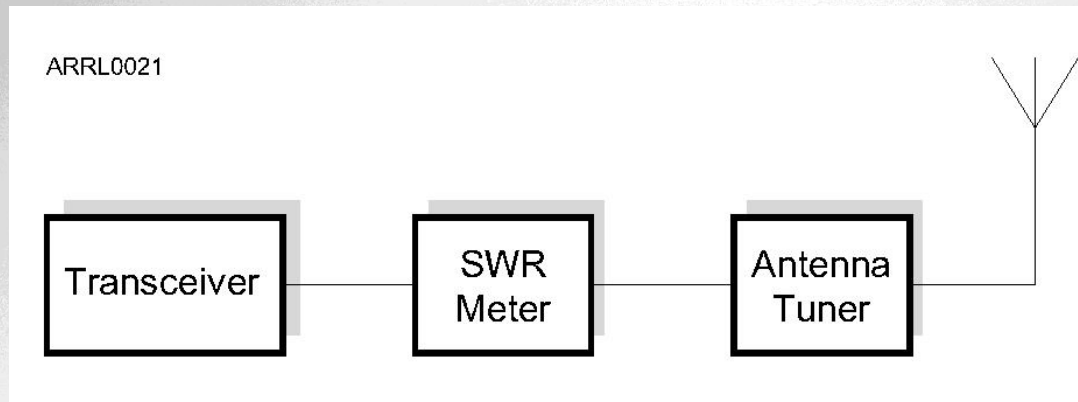 ARRL0021
Transceiver
SWR
Meter
Antenna
Tuner